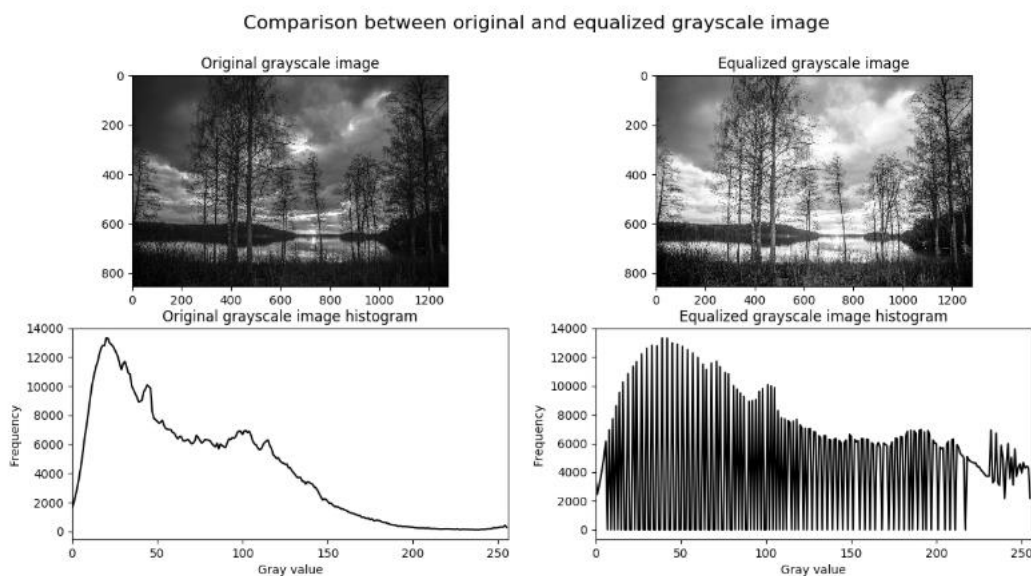 Comparison between original and equalized grayscale image
Original grayscale image
0
200
400
600
800
0 200 400 600 800 1000 1200
Equalized grayscale image
0
200
400
600
800
0 200 400 600 800 1000 1200
Original grayscale image histogram
14000
12000
10000
8000
6000
4000
2000
0
Frequency
0 50 100 150 200 250
Gray value
Equalized grayscale image histogram
14000
12000
10000
8000
6000
4000
2000
0
Frequency
0 50 100 150 200 250
Gray value